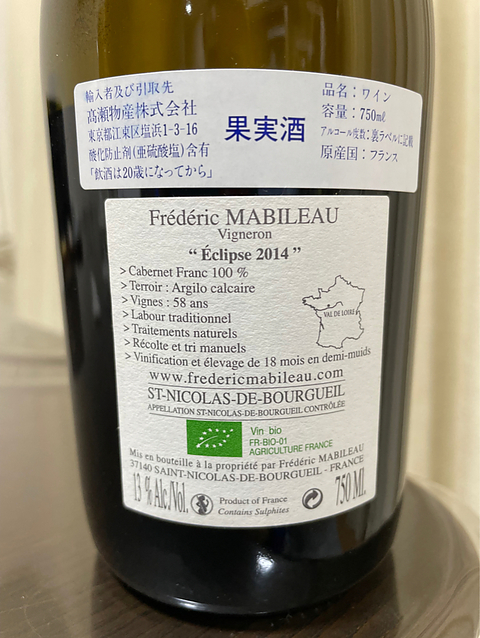 輸入者及び引取先
髙瀬物産株式会社
東京都江東区塩浜1-3-16
酸化防止剤(亜硫酸塩)含有
「飲酒は20歳になってから」
果実酒
品名：ワイン
容量：750mℓ
アルコール度数：裏ラベルに記載
原産国：フランス
Frédéric MABILEAU
Vigneron
“ Éclipse 2014 ”
> Cabernet Franc 100 %
> Terroir : Argilo calcaire
> Vignes : 58 ans
> Labour traditionnel
> Traitements naturels
> Récolte et tri manuels
> Vinification et élevage de 18 mois en demi-muids
VAL DE LOIRE
www.fredericmabileau.com
ST-NICOLAS-DE-BOURGUEIL
APPELLATION ST-NICOLAS-DE-BOURGUEIL CONTRÔLÉE
Vin bio
FR-BIO-01
AGRICULTURE FRANCE
Mis en bouteille à la propriété par Frédéric MABILEAU
37140 SAINT-NICOLAS-DE-BOURGUEIL - FRANCE
13 % Alc./Vol.
Product of France
Contains Sulphites
750 ML